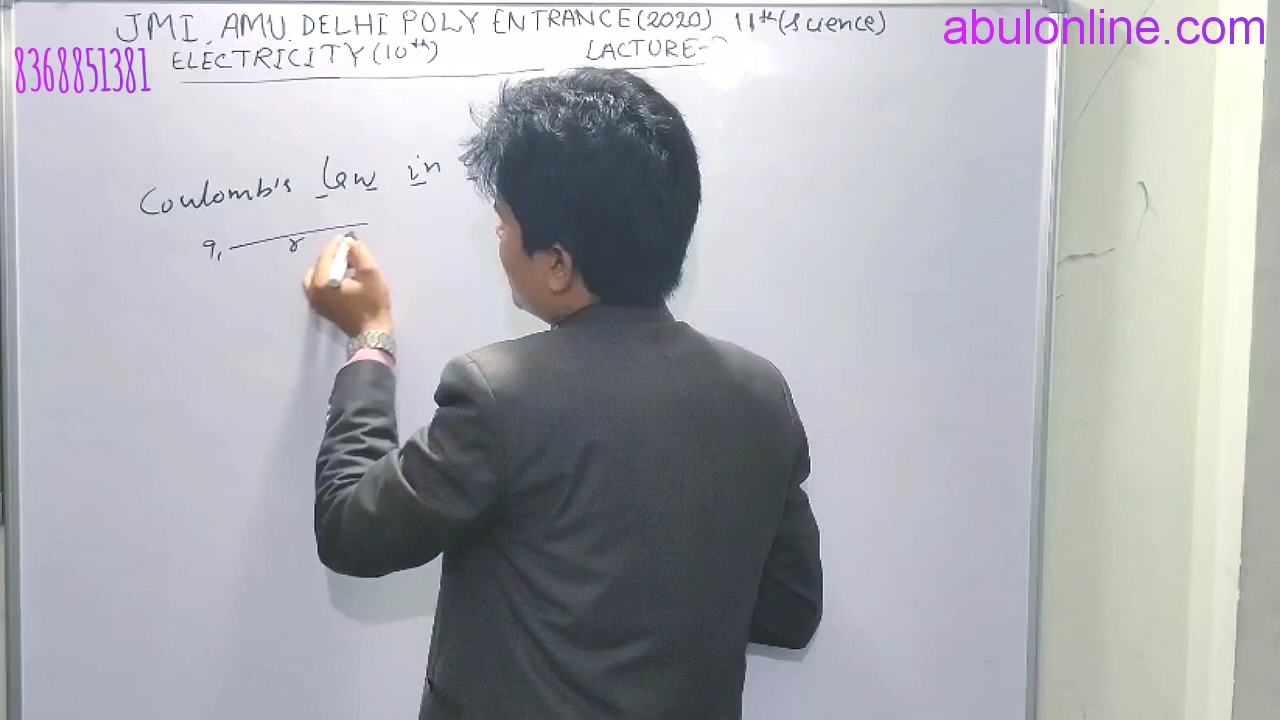 JMI, AMU, DELHI POLY ENTRANCE (2020) 11th (Science)
abulonline.com
8368851381
ELECTRICITY (10th)
LACTURE-
Coulomb's law in
q1 r